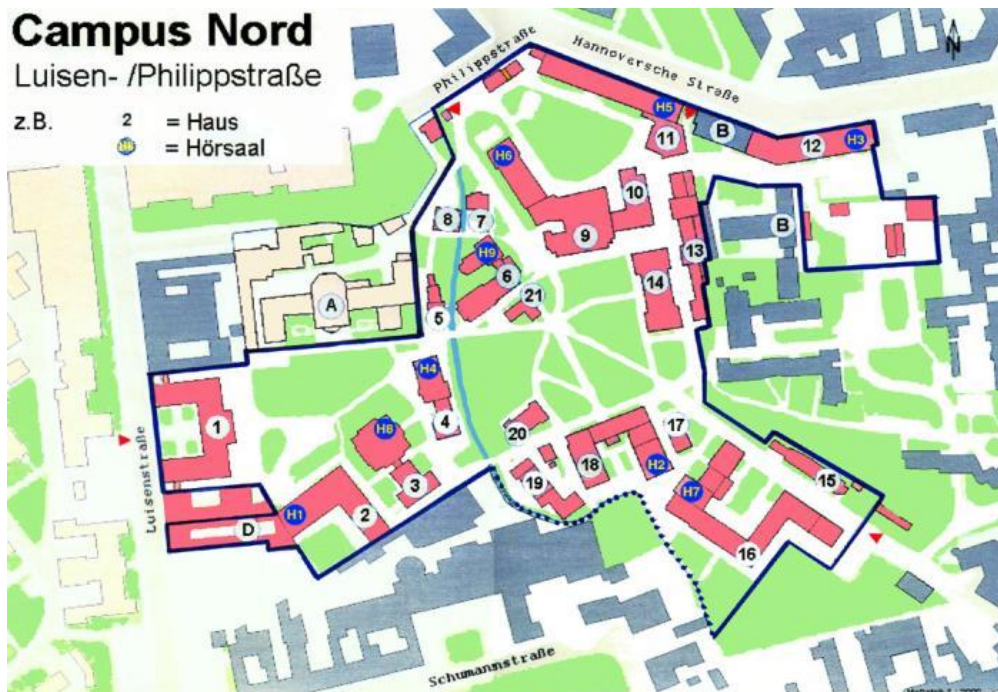 Campus Nord
Luisen- /Philippstraße
z.B. 2 = Haus
= Hörsaal
Philippstraße
Hannoversche Straße
N
H5
B
12
H3
11
H6
10
8
7
9
B
H9
13
6
14
21
A
5
H4
1
H8
4
17
20
18
H2
3
19
15
H7
H1
2
D
16
Luisenstraße
Schumannstraße